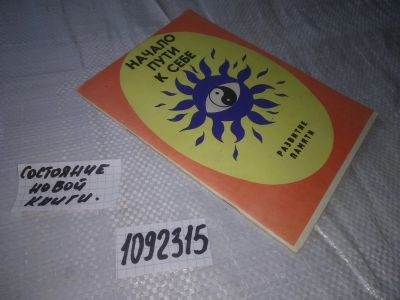 НАЧАЛО
ПУТИ
К СЕБЕ
РАЗВИТИЕ
ПАМЯТИ
СОСТОЯНИЕ
НОВОЙ
КНИГИ.
1092315